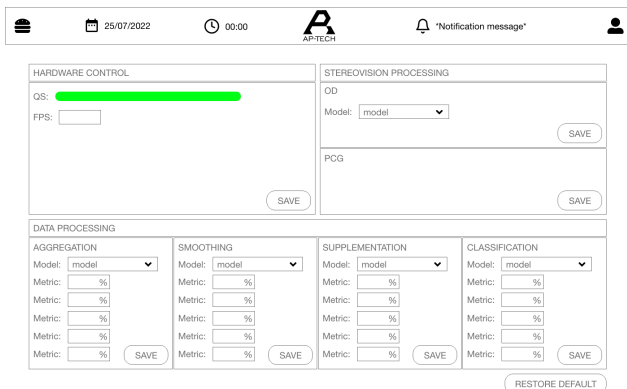 25/07/2022 00:00 AP-TECH *Notification message*
HARDWARE CONTROL
QS:
FPS:
SAVE
STEREOVISION PROCESSING
OD
Model: model
SAVE
PCG
SAVE
DATA PROCESSING
AGGREGATION
Model: model
Metric: %
Metric: %
Metric: %
Metric: %
Metric: %
SAVE
SMOOTHING
Model: model
Metric: %
Metric: %
Metric: %
Metric: %
Metric: %
SAVE
SUPPLEMENTATION
Model: model
Metric: %
Metric: %
Metric: %
Metric: %
Metric: %
SAVE
CLASSIFICATION
Model: model
Metric: %
Metric: %
Metric: %
Metric: %
Metric: %
SAVE
RESTORE DEFAULT